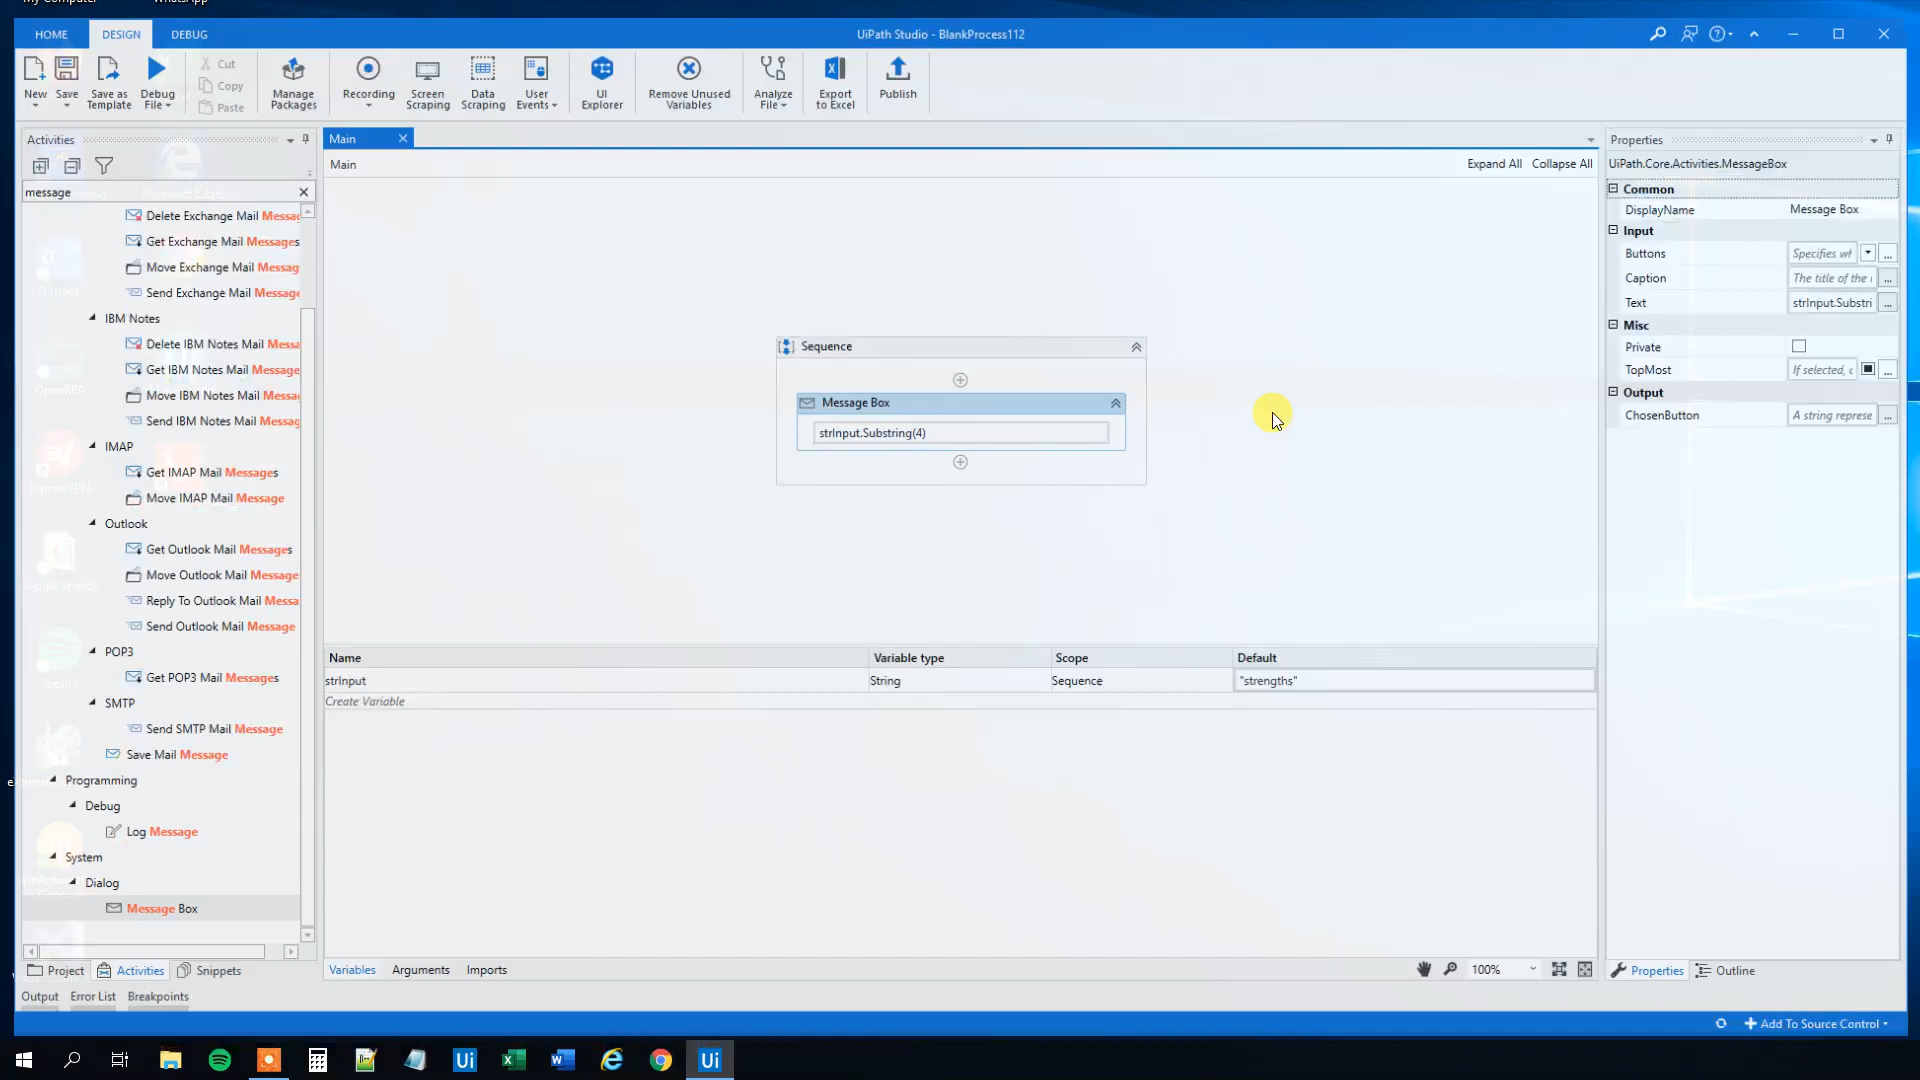 My Computer WhatsApp
HOME DESIGN DEBUG UiPath Studio - BlankProcess112
New Save Save as Template Debug File Cut Copy Paste Manage Packages Recording Screen Scraping Data Scraping User Events UI Explorer Remove Unused Variables Analyze File Export to Excel Publish
Activities
message
Delete Exchange Mail Messag
Get Exchange Mail Messages
Move Exchange Mail Messag
Send Exchange Mail Message
IBM Notes
Delete IBM Notes Mail Messa
Get IBM Notes Mail Message
Move IBM Notes Mail Messa
Send IBM Notes Mail Messag
IMAP
Get IMAP Mail Messages
Move IMAP Mail Message
Outlook
Get Outlook Mail Messages
Move Outlook Mail Message
Reply To Outlook Mail Messa
Send Outlook Mail Message
POP3
Get POP3 Mail Messages
SMTP
Send SMTP Mail Message
Save Mail Message
Programming
Debug
Log Message
System
Dialog
Message Box
Project Activities Snippets
Output Error List Breakpoints
Main
Main Expand All Collapse All
Sequence
Message Box
strInput.Substring(4)
Name Variable type Scope Default
strInput String Sequence "strengths"
Create Variable
Variables Arguments Imports 100%
Properties
UiPath.Core.Activities.MessageBox
Common
DisplayName Message Box
Input
Buttons Specifies wh ...
Caption The title of the ...
Text strInput.Substri ...
Misc
Private
TopMost If selected, ...
Output
ChosenButton A string represe ...
Properties Outline
Add To Source Control